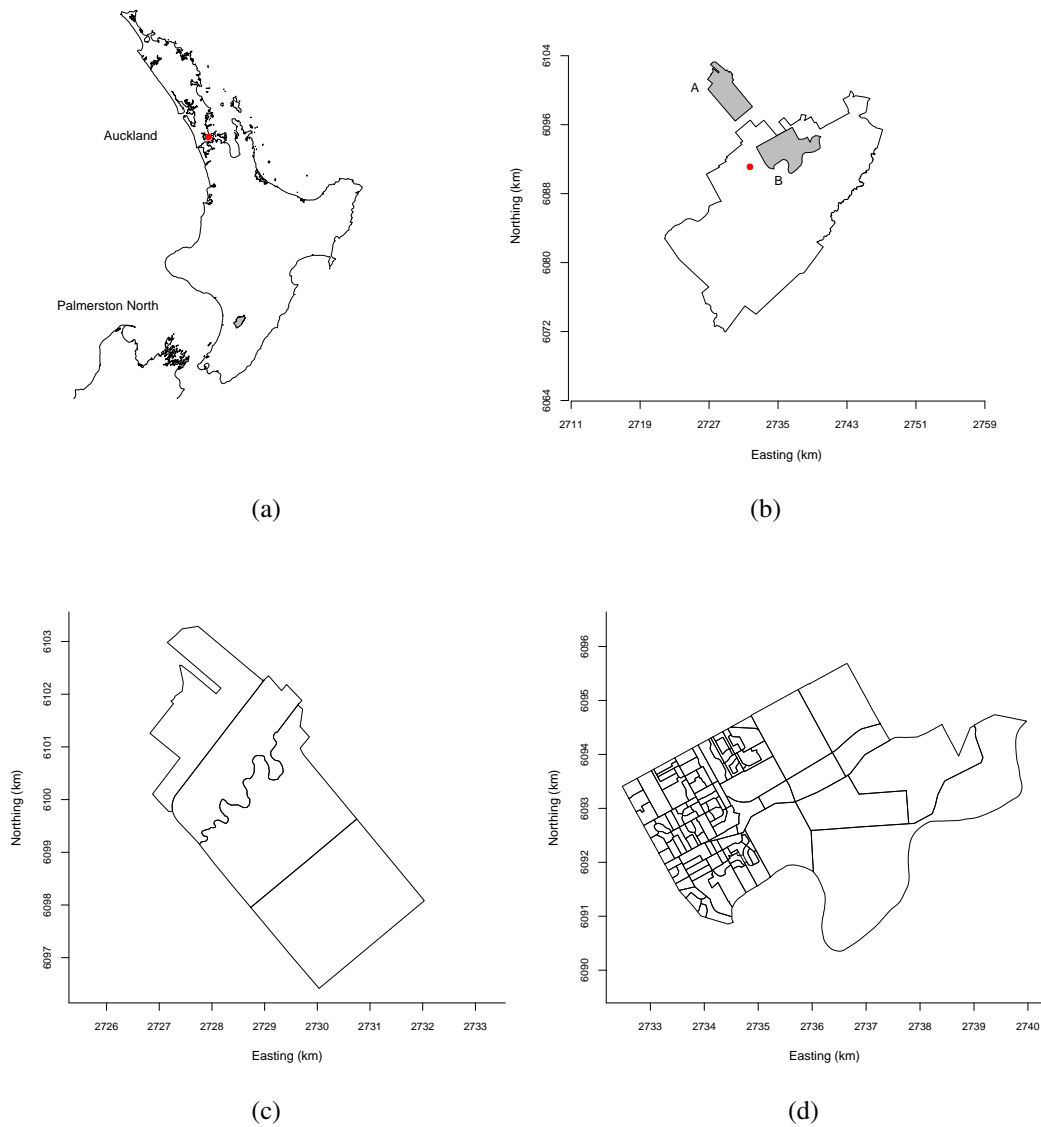 Auckland
Palmerston North
(a)
6104
6096
6088
6080
6072
6064
Northing (km)
A
B
2711 2719 2727 2735 2743 2751 2759
Easting (km)
(b)
6103
6102
6101
6100
6099
6098
6097
Northing (km)
2726 2727 2728 2729 2730 2731 2732 2733
Easting (km)
(c)
6096
6095
6094
6093
6092
6091
6090
Northing (km)
2733 2734 2735 2736 2737 2738 2739 2740
Easting (km)
(d)